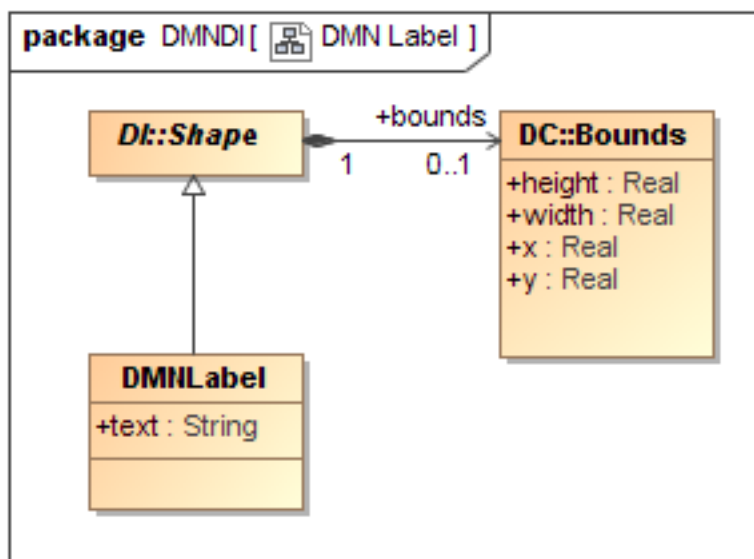 package DMNDI[ DMN Label ]
DI::Shape
+bounds
1
0..1
DC::Bounds
+height : Real
+width : Real
+x : Real
+y : Real
DMNLabel
+text : String